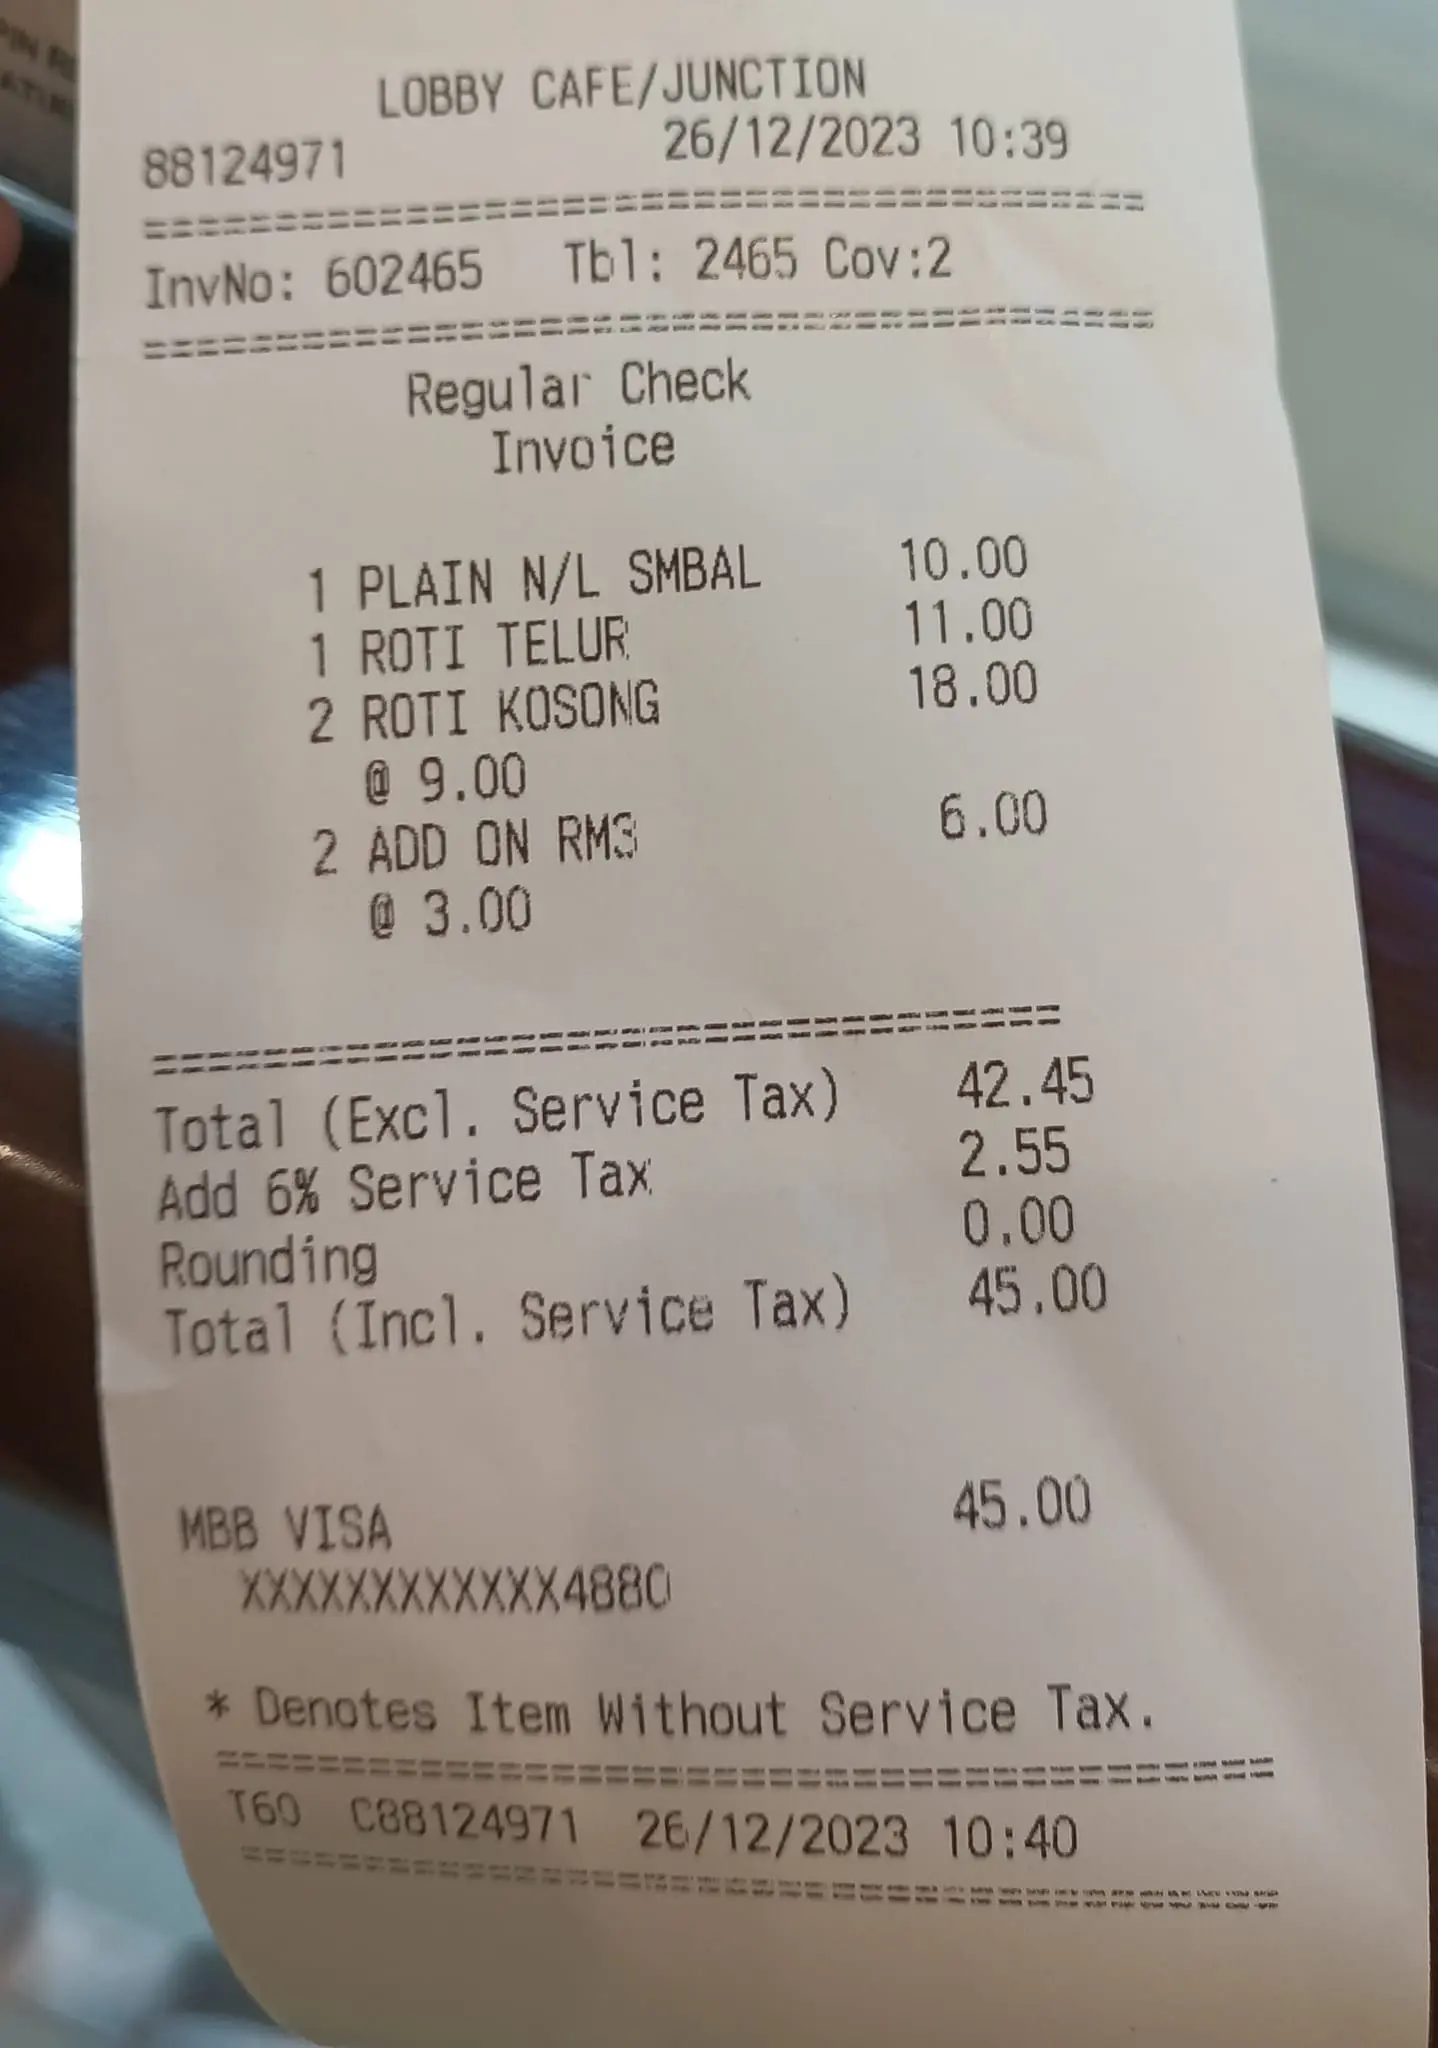 LOBBY CAFE/JUNCTION
88124971 26/12/2023 10:39
================================
InvNo: 602465 Tbl: 2465 Cov:2
================================
Regular Check
Invoice
1 PLAIN N/L SMBAL 10.00
1 ROTI TELUR 11.00
2 ROTI KOSONG 18.00
@ 9.00
2 ADD ON RM3 6.00
@ 3.00
================================
Total (Excl. Service Tax) 42.45
Add 6% Service Tax 2.55
Rounding 0.00
Total (Incl. Service Tax) 45.00
MBB VISA 45.00
XXXXXXXXXXXX4880
* Denotes Item Without Service Tax.
================================
T60 C88124971 26/12/2023 10:40
================================